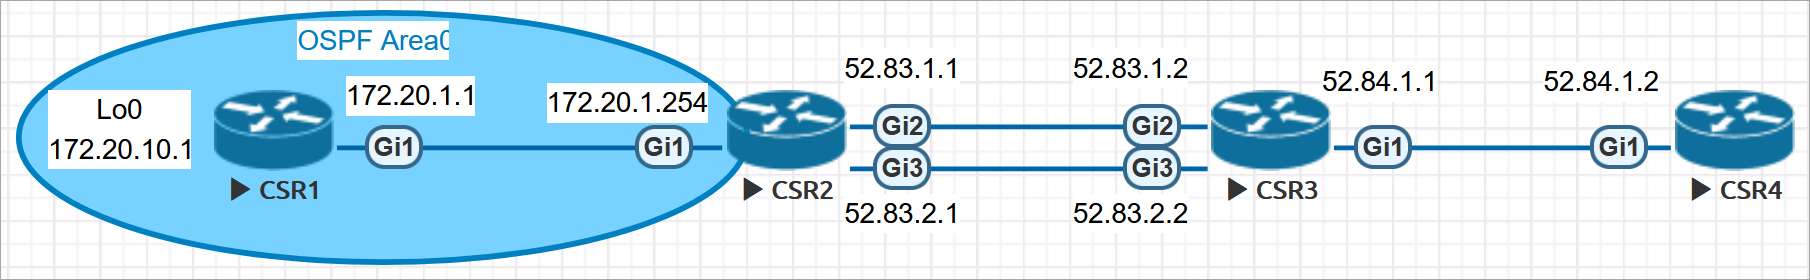 OSPF Area0
Lo0
172.20.10.1
172.20.1.1
172.20.1.254
52.83.1.1
52.83.1.2
52.84.1.1
52.84.1.2
Gi1
Gi1
Gi2
Gi2
Gi1
Gi1
Gi3
Gi3
CSR1
CSR2
CSR3
CSR4
52.83.2.1
52.83.2.2